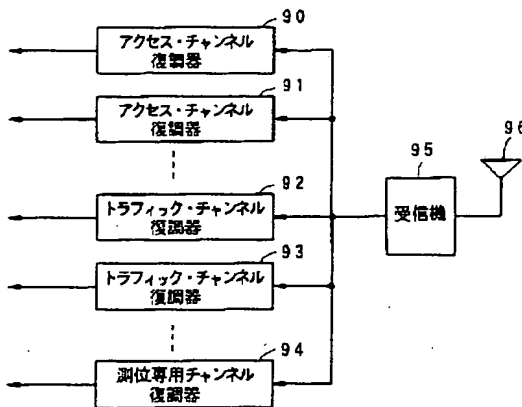 90
アクセス・チャンネル
復調器
91
アクセス・チャンネル
復調器
92
トラフィック・チャンネル
復調器
93
トラフィック・チャンネル
復調器
94
測位専用チャンネル
復調器
95
受信機
96